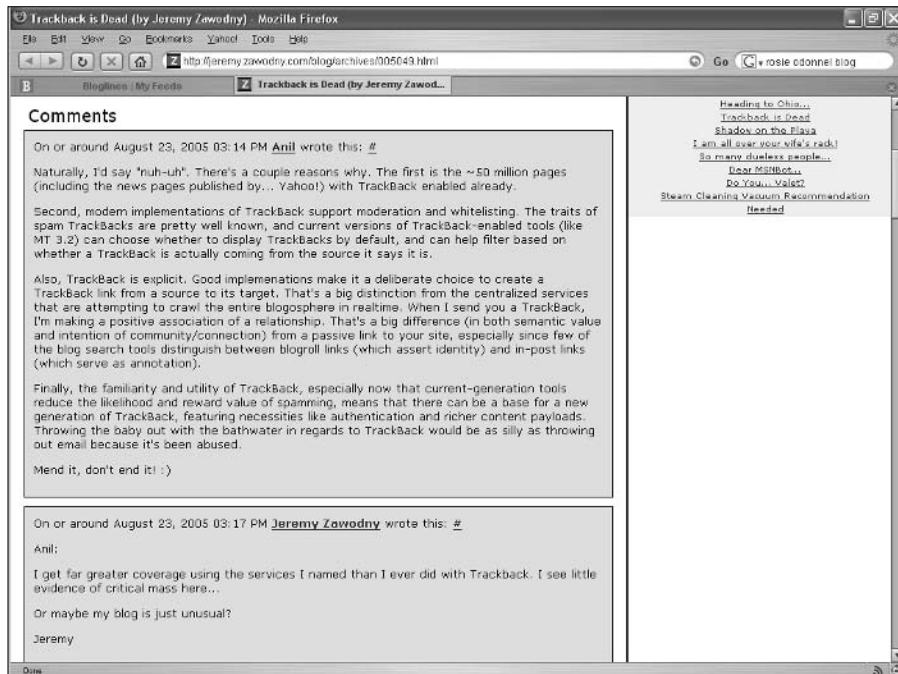 Trackback is Dead (by Jeremy Zawodny) - Mozilla Firefox
File Edit View Go Bookmarks Yahoo! Tools Help
http://jeremy.zawodny.com/blog/archives/005049.html
Go
rosie odonnel blog
Bloglines | My Feeds
Trackback is Dead (by Jeremy Zawod...
Comments
On or around August 23, 2005 03:14 PM Anil wrote this: #
Naturally, I'd say "nuh-uh". There's a couple reasons why. The first is the ~50 million pages
(including the news pages published by... Yahoo!) with TrackBack enabled already.
Second, modern implementations of TrackBack support moderation and whitelisting. The traits of
spam TrackBacks are pretty well known, and current versions of TrackBack-enabled tools (like
MT 3.2) can choose whether to display TrackBacks by default, and can help filter based on
whether a TrackBack is actually coming from the source it says it is.
Also, TrackBack is explicit. Good implemenations make it a deliberate choice to create a
TrackBack link from a source to its target. That's a big distinction from the centralized services
that are attempting to crawl the entire blogosphere in realtime. When I send you a TrackBack,
I'm making a positive association of a relationship. That's a big difference (in both semantic value
and intention of community/connection) from a passive link to your site, especially since few of
the blog search tools distinguish between blogroll links (which assert identity) and in-post links
(which serve as annotation).
Finally, the familiarity and utility of TrackBack, especially now that current-generation tools
reduce the likelihood and reward value of spamming, means that there can be a base for a new
generation of TrackBack, featuring necessities like authentication and richer content payloads.
Throwing the baby out with the bathwater in regards to TrackBack would be as silly as throwing
out email because it's been abused.
Mend it, don't end it! :)
On or around August 23, 2005 03:17 PM Jeremy Zawodny wrote this: #
Anil:
I get far greater coverage using the services I named than I ever did with Trackback. I see little
evidence of critical mass here...
Or maybe my blog is just unusual?
Jeremy
Heading to Ohio...
Trackback is Dead
Shadow on the Playa
I am all over your wife's rack!
So many clueless people...
Dear MSNBot...
Do You... Valet?
Steam Cleaning Vacuum Recommendation
Needed
Done